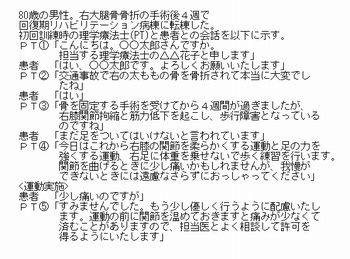 80歳の男性。右大腿骨骨折の手術後４週で
回復期リハビリテーション病棟に転棟した。
初回訓練時の理学療法士(PT)と患者との会話を以下に示す。
ＰＴ①「こんにちは、〇〇太郎さんですか。
担当する理学療法士の△△花子と申します」
患者　「はい、〇〇太郎です。よろしくお願いいたします」
ＰＴ②「交通事故で右の太ももの骨を骨折されて本当に大変でし
たね」
患者　「はい」
ＰＴ③「骨を固定する手術を受けてから４週間が過ぎましたが、
右膝関節拘縮と筋力低下を起こし、歩行障害となっている
のですね」
患者　「まだ足をついてはいけないと言われています」
ＰＴ④「今日はこれから右膝の関節を柔らかくする運動と足の力を
強くする運動、右足に体重を乗せないで歩く練習を行います。
関節を曲げるときに少し痛いかもしれませんが、我慢が
できないときには遠慮なさらずにおっしゃってください」
<運動実施>
患者　「少し痛いのですが」
ＰＴ⑤「すみませんでした。もう少し優しく行うように配慮いたし
ます。運動の前に関節を温めておきますと痛みが少なくて
済むことがありますので、担当医とよく相談して許可を
得るようにいたします」